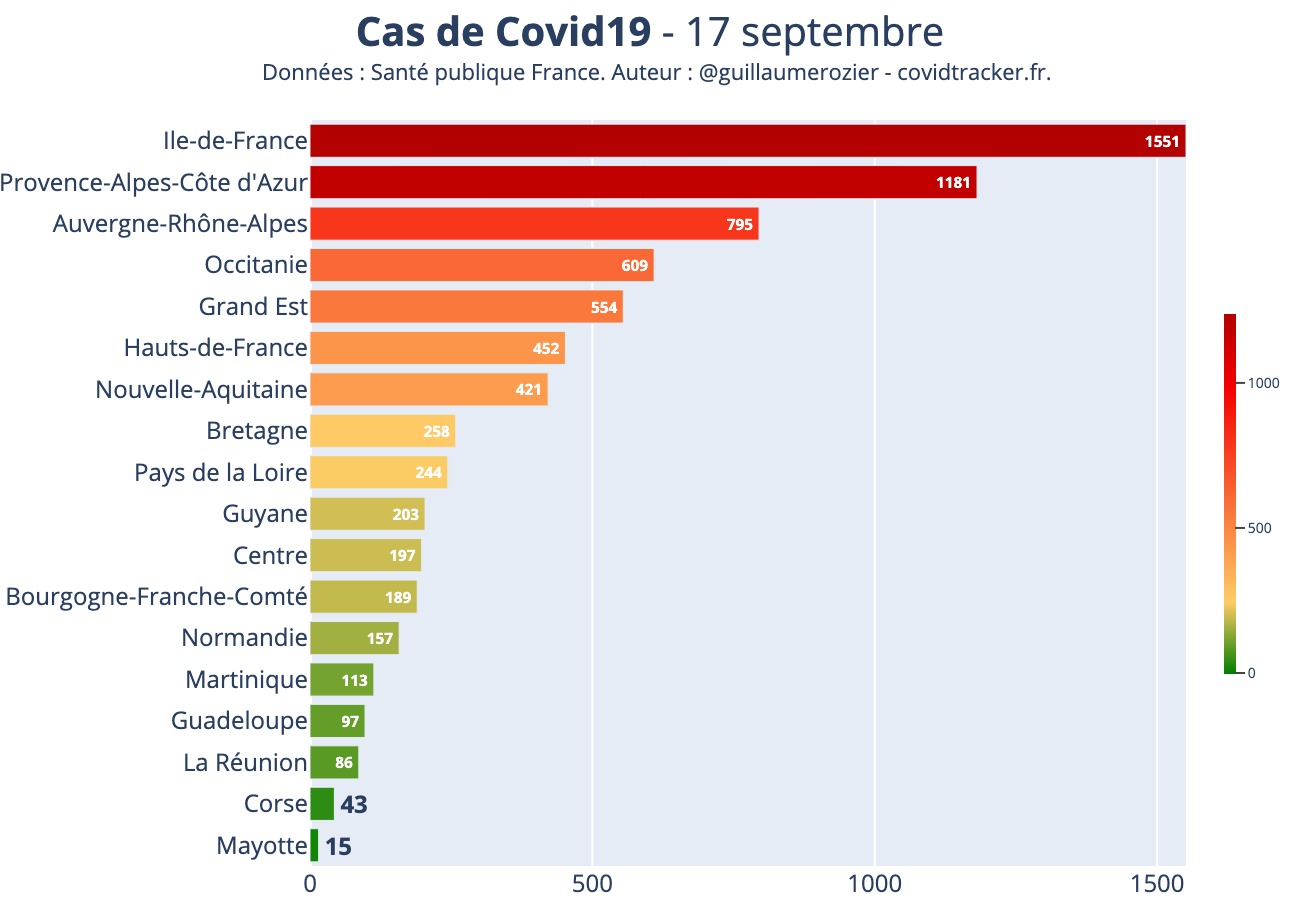 Cas de Covid19 - 17 septembre
Données : Santé publique France. Auteur : @guillaumerozier - covidtracker.fr.
Ile-de-France 1551
Provence-Alpes-Côte d'Azur 1181
Auvergne-Rhône-Alpes 795
Occitanie 609
Grand Est 554
Hauts-de-France 452
Nouvelle-Aquitaine 421
Bretagne 258
Pays de la Loire 244
Guyane 203
Centre 197
Bourgogne-Franche-Comté 189
Normandie 157
Martinique 113
Guadeloupe 97
La Réunion 86
Corse 43
Mayotte 15
0 500 1000 1500
1000
500
0